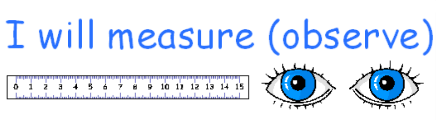 I will measure (observe)
0 1 2 3 4 5 6 7 8 9 10 11 12 13 14 15